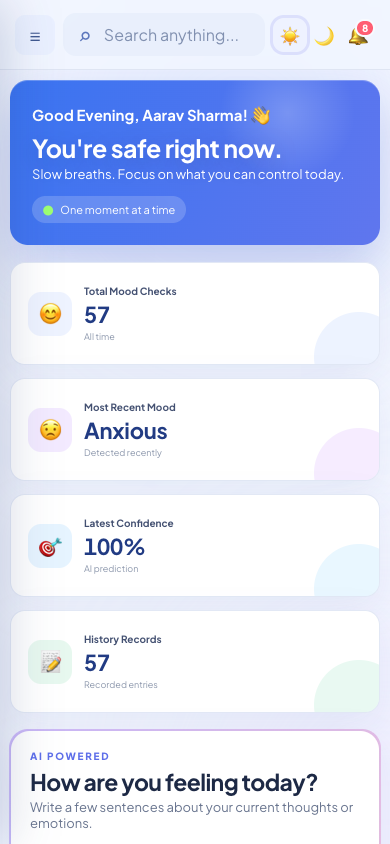 Search anything...
8
Good Evening, Aarav Sharma! 👋
You're safe right now.
Slow breaths. Focus on what you can control today.
One moment at a time
Total Mood Checks
57
All time
Most Recent Mood
Anxious
Detected recently
Latest Confidence
100%
AI prediction
History Records
57
Recorded entries
AI POWERED
How are you feeling today?
Write a few sentences about your current thoughts or
emotions.